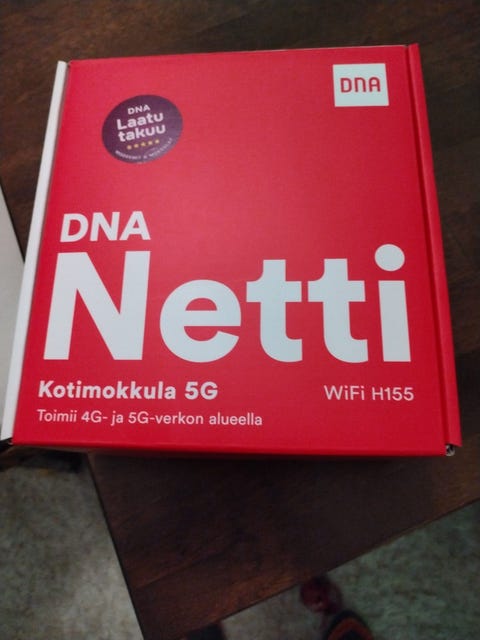 DNA
DNA
Laatu
takuu
DNA
Netti
Kotimokkula 5G
WiFi H155
Toimii 4G- ja 5G-verkon alueella